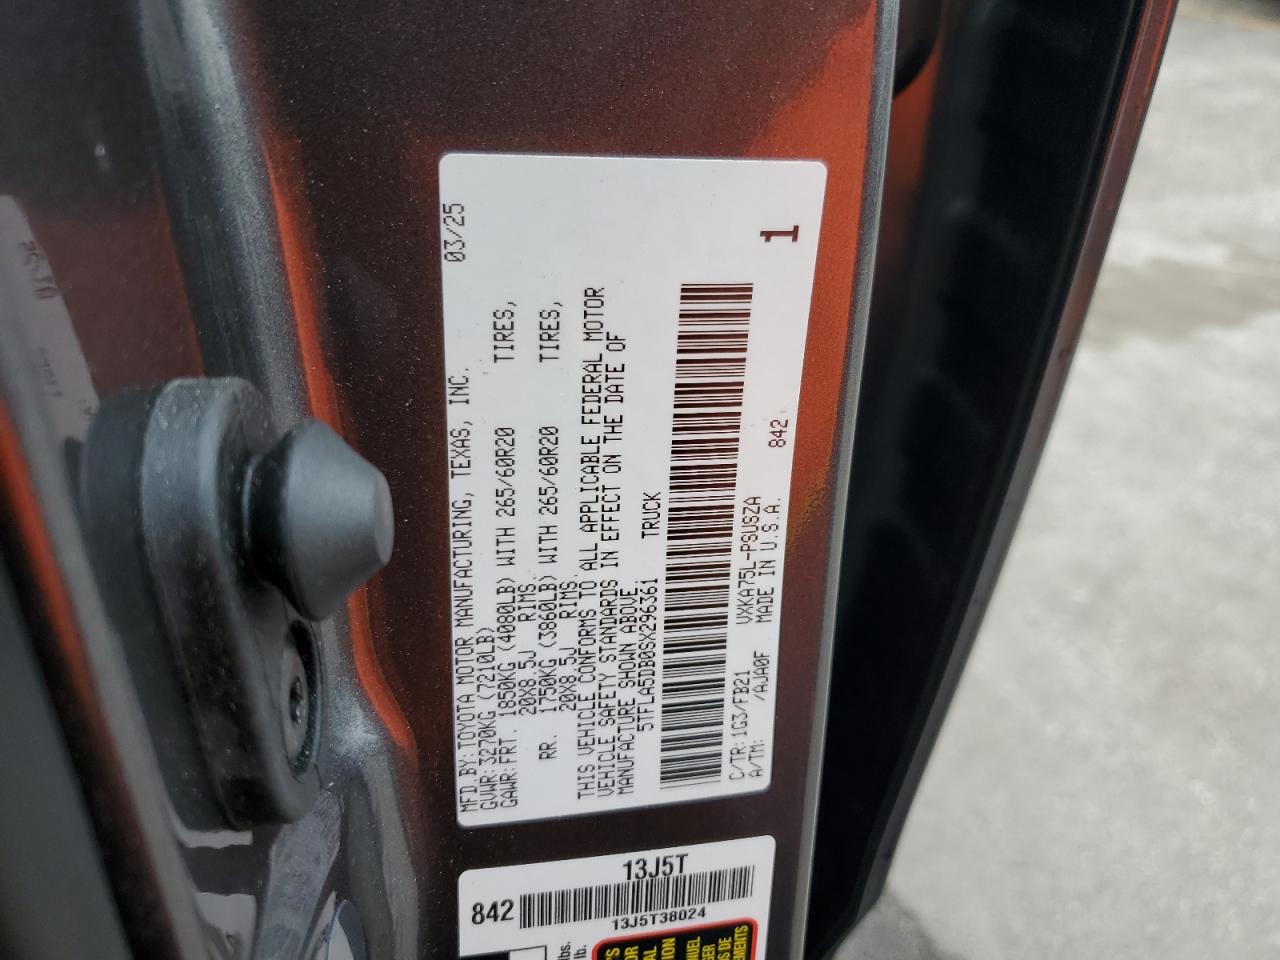 MFD.BY:TOYOTA MOTOR MANUFACTURING, TEXAS, INC. 03/25
GVWR:3270KG (7210LB)
GAWR:FRT. 1850KG (4080LB) WITH 265/60R20 TIRES,
20X8.5J RIMS.
RR. 1750KG (3860LB) WITH 265/60R20 TIRES,
20X8.5J RIMS.
THIS VEHICLE CONFORMS TO ALL APPLICABLE FEDERAL MOTOR
VEHICLE SAFETY STANDARDS IN EFFECT ON THE DATE OF
MANUFACTURE SHOWN ABOVE.
5TFLA5DB0SX296361 TRUCK
C/TR:1G3/FB21 VXKA75L-PSUSZA
A/TM: /AJA0F MADE IN U.S.A. 842
1
13J5T
842
13J5T38024
lbs.
lb.